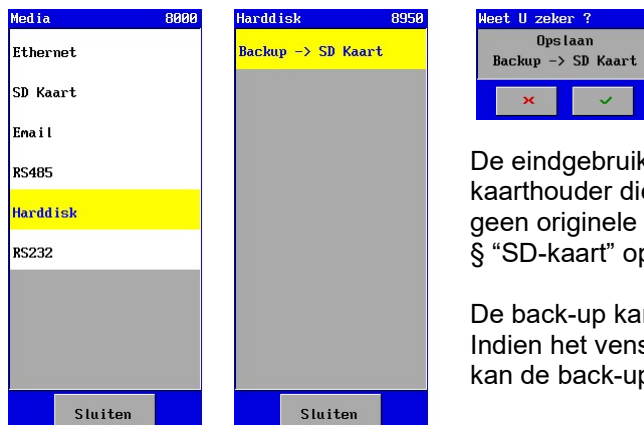 Media 8000
Ethernet
SD Kaart
Email
RS485
Harddisk
RS232
Sluiten
Harddisk 8950
Backup -> SD Kaart
Sluiten
Weet U zeker ?
Opslaan
Backup -> SD Kaart
De eindgebruik
kaarthouder die
geen originele
§ “SD-kaart” op
De back-up kan
Indien het vens
kan de back-up